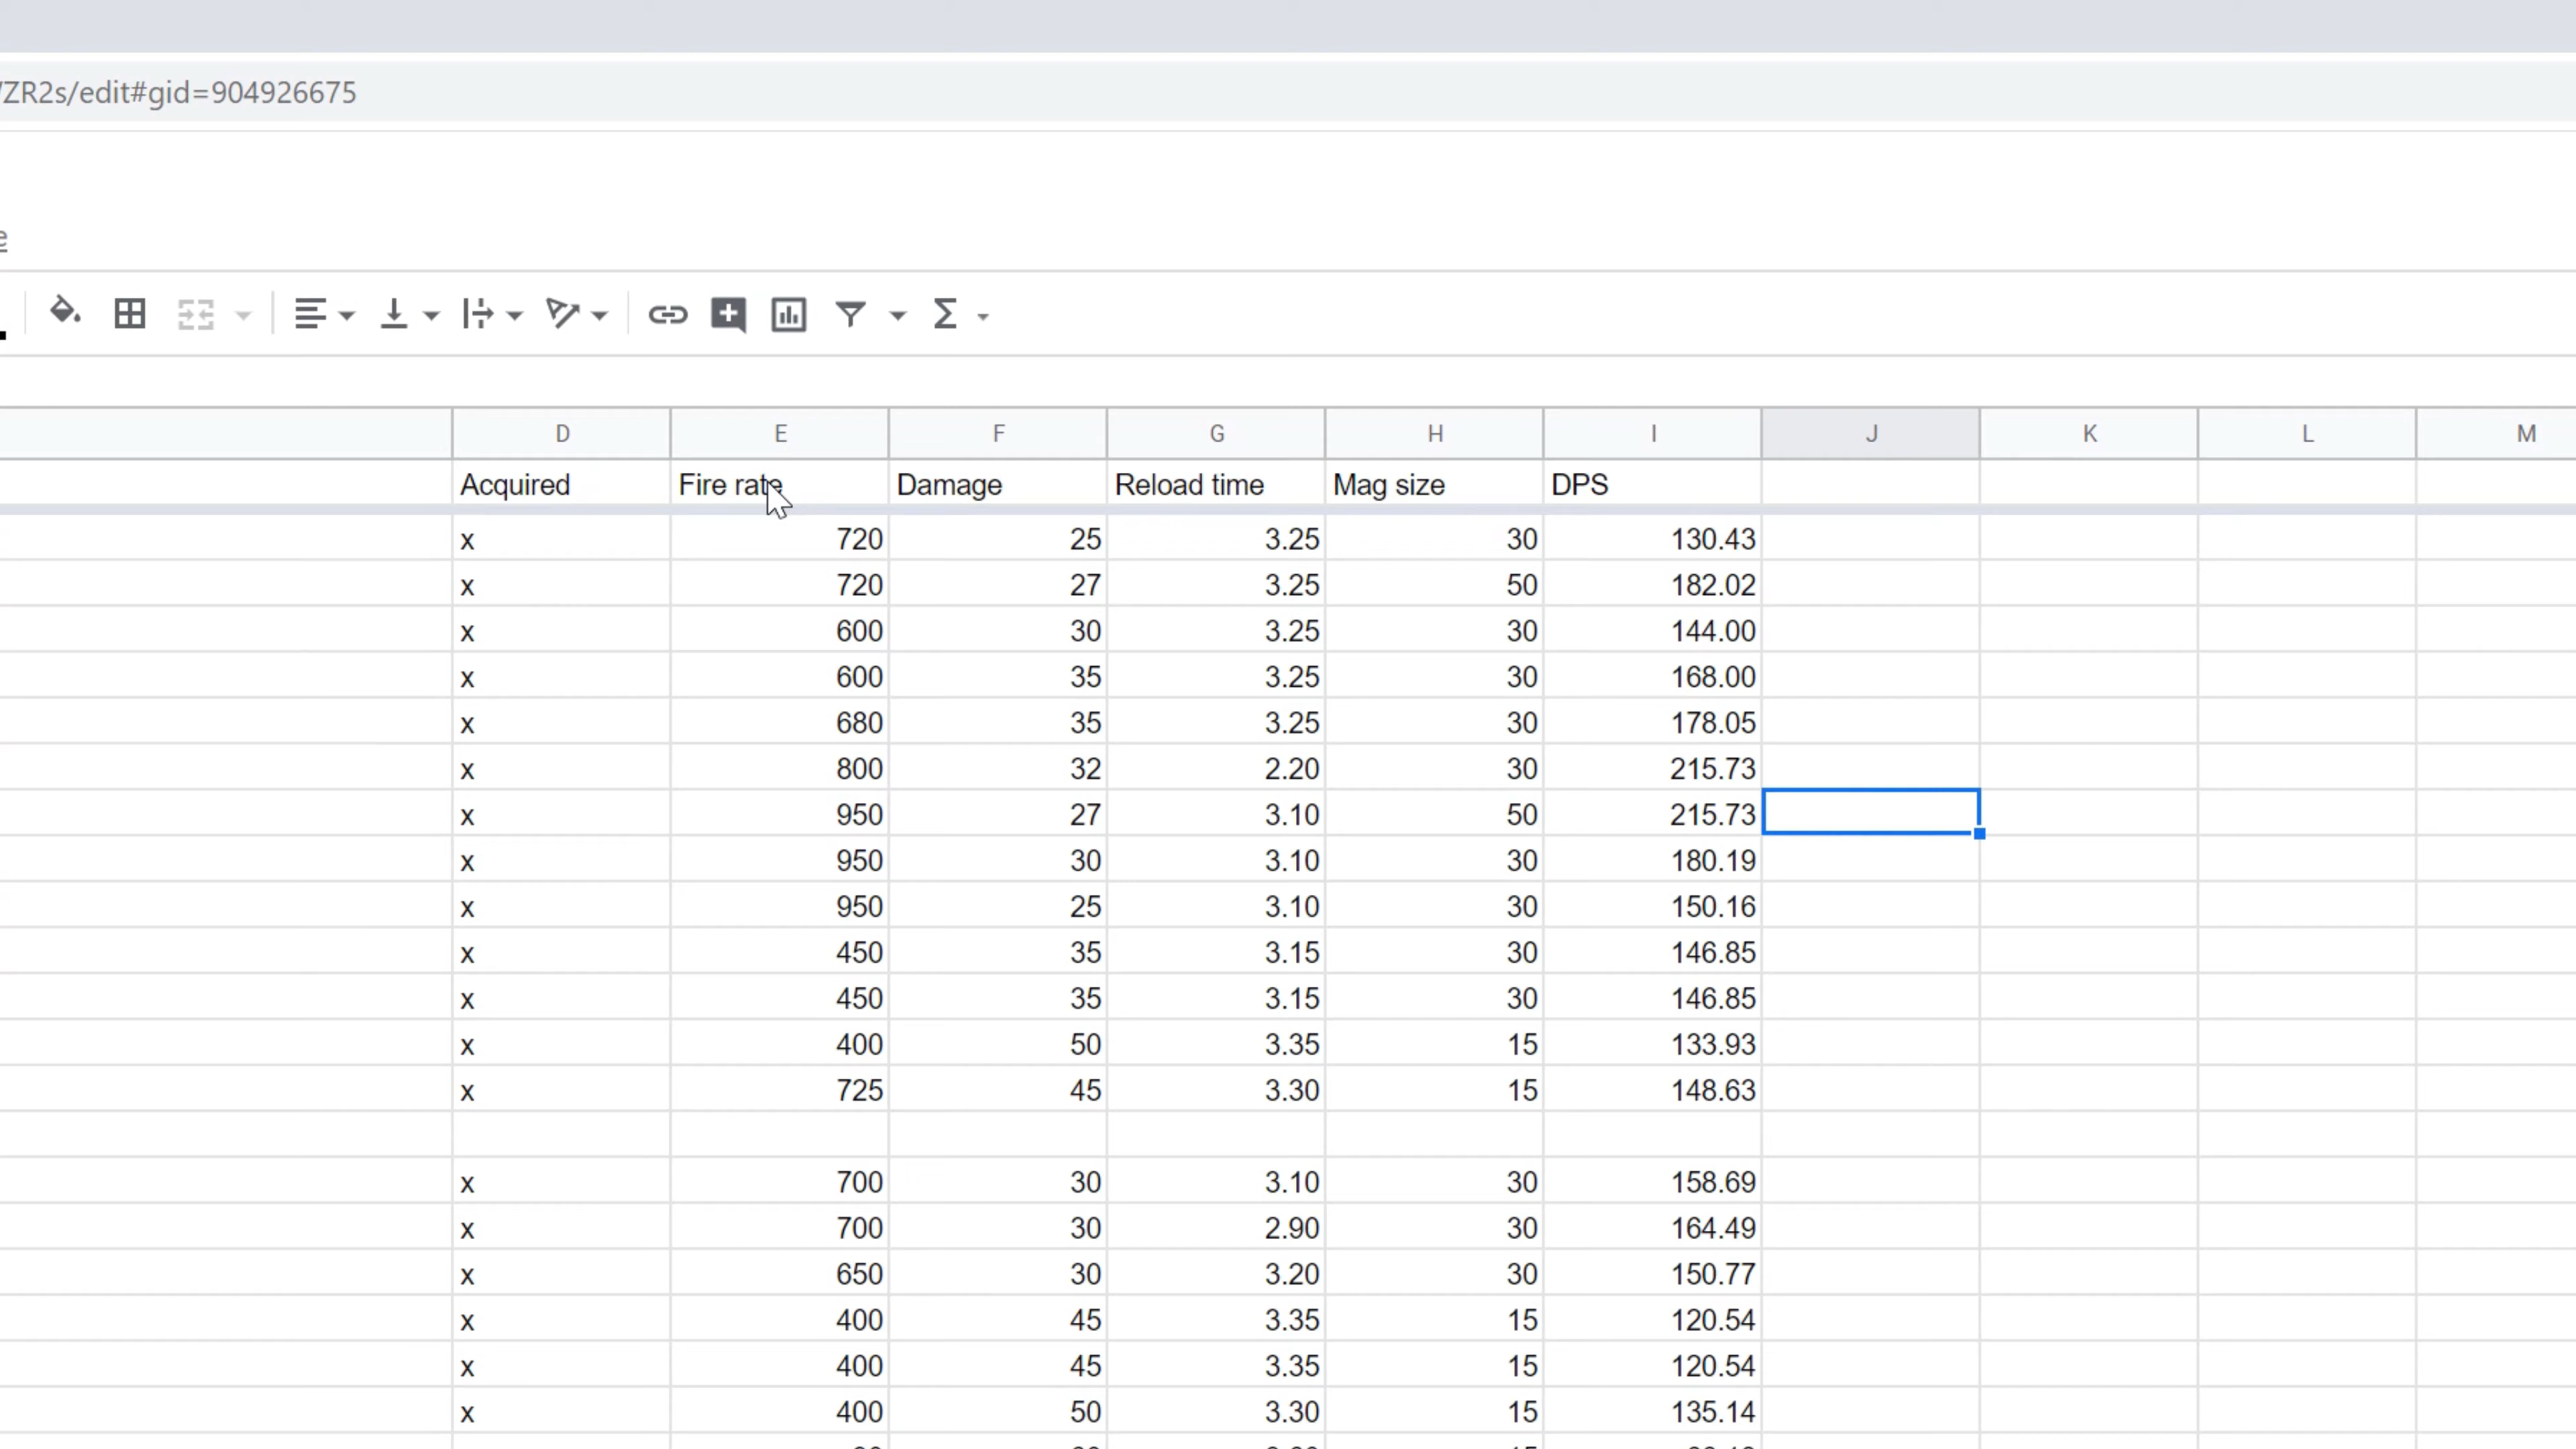 /ZR2s/edit#gid=904926675
e
D E F G H I J K L M
Acquired Fire rate Damage Reload time Mag size DPS
x 720 25 3.25 30 130.43
x 720 27 3.25 50 182.02
x 600 30 3.25 30 144.00
x 600 35 3.25 30 168.00
x 680 35 3.25 30 178.05
x 800 32 2.20 30 215.73
x 950 27 3.10 50 215.73
x 950 30 3.10 30 180.19
x 950 25 3.10 30 150.16
x 450 35 3.15 30 146.85
x 450 35 3.15 30 146.85
x 400 50 3.35 15 133.93
x 725 45 3.30 15 148.63
x 700 30 3.10 30 158.69
x 700 30 2.90 30 164.49
x 650 30 3.20 30 150.77
x 400 45 3.35 15 120.54
x 400 45 3.35 15 120.54
x 400 50 3.30 15 135.14